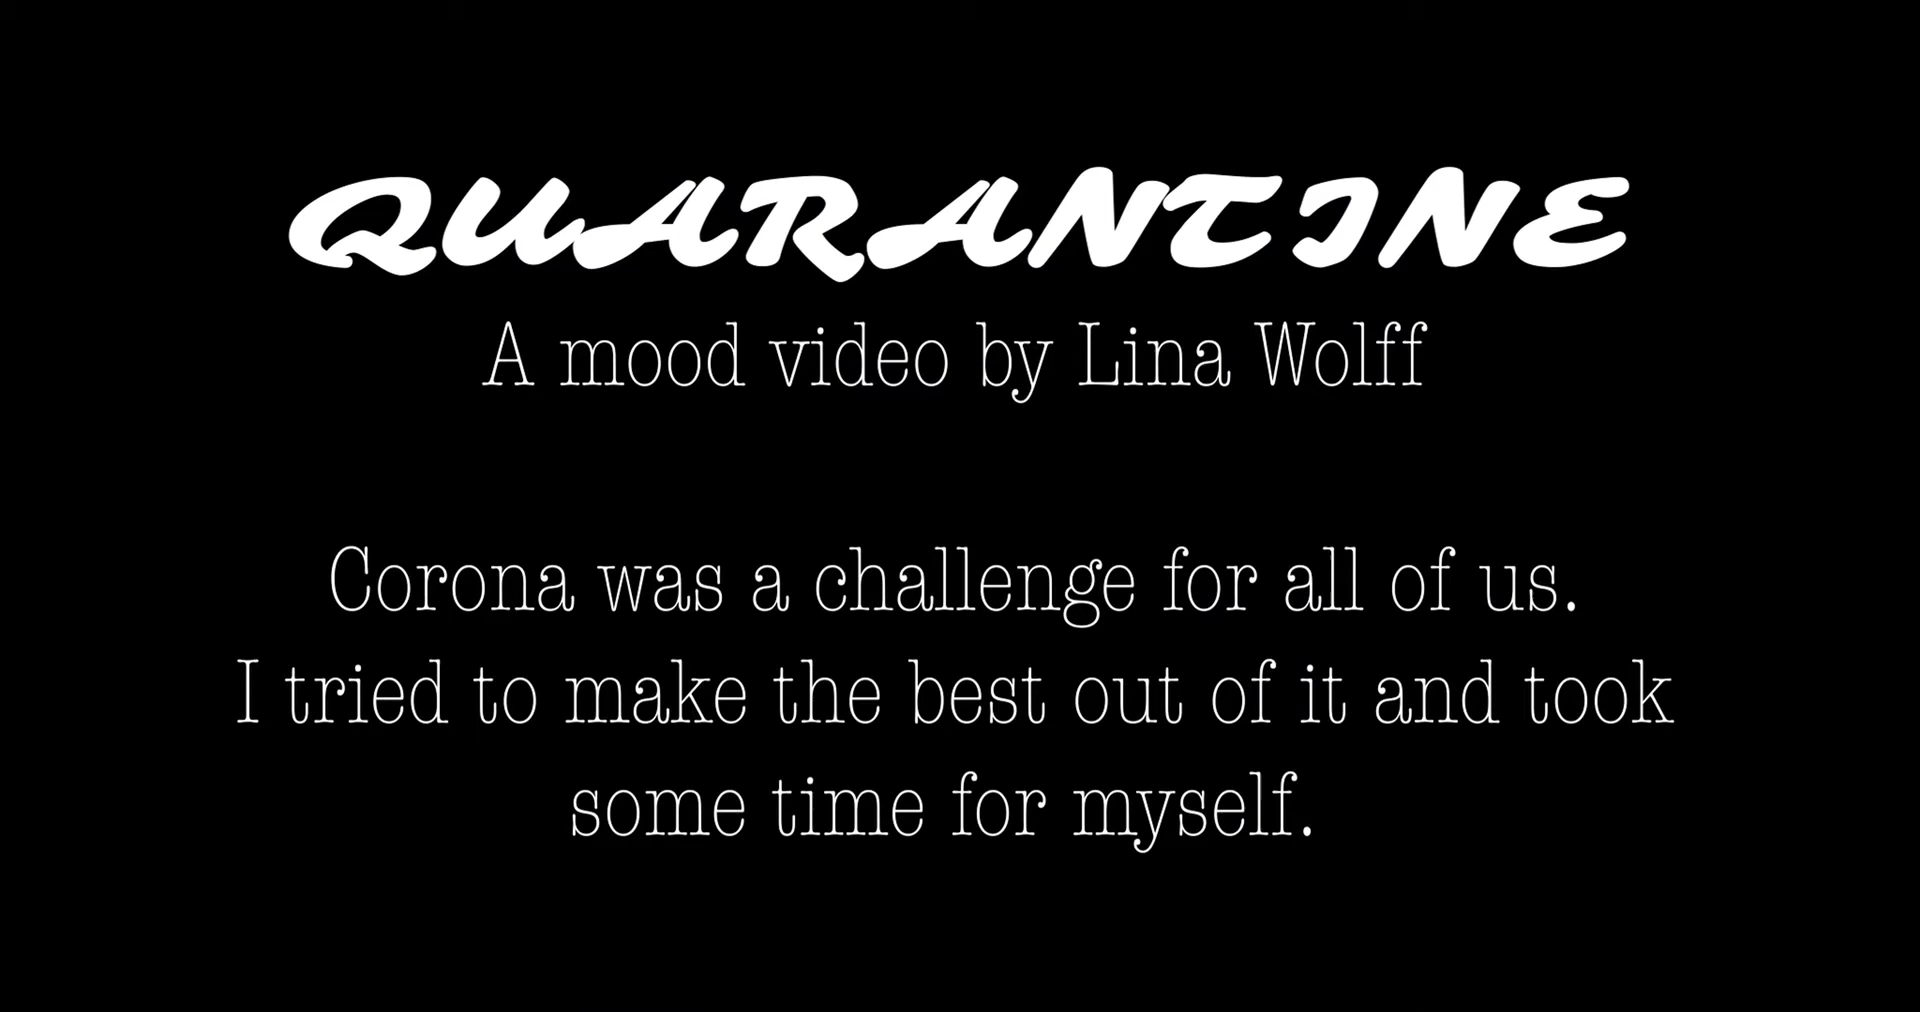 QUARANTINE
A mood video by Lina Wolff
Corona was a challenge for all of us.
I tried to make the best out of it and took
some time for myself.